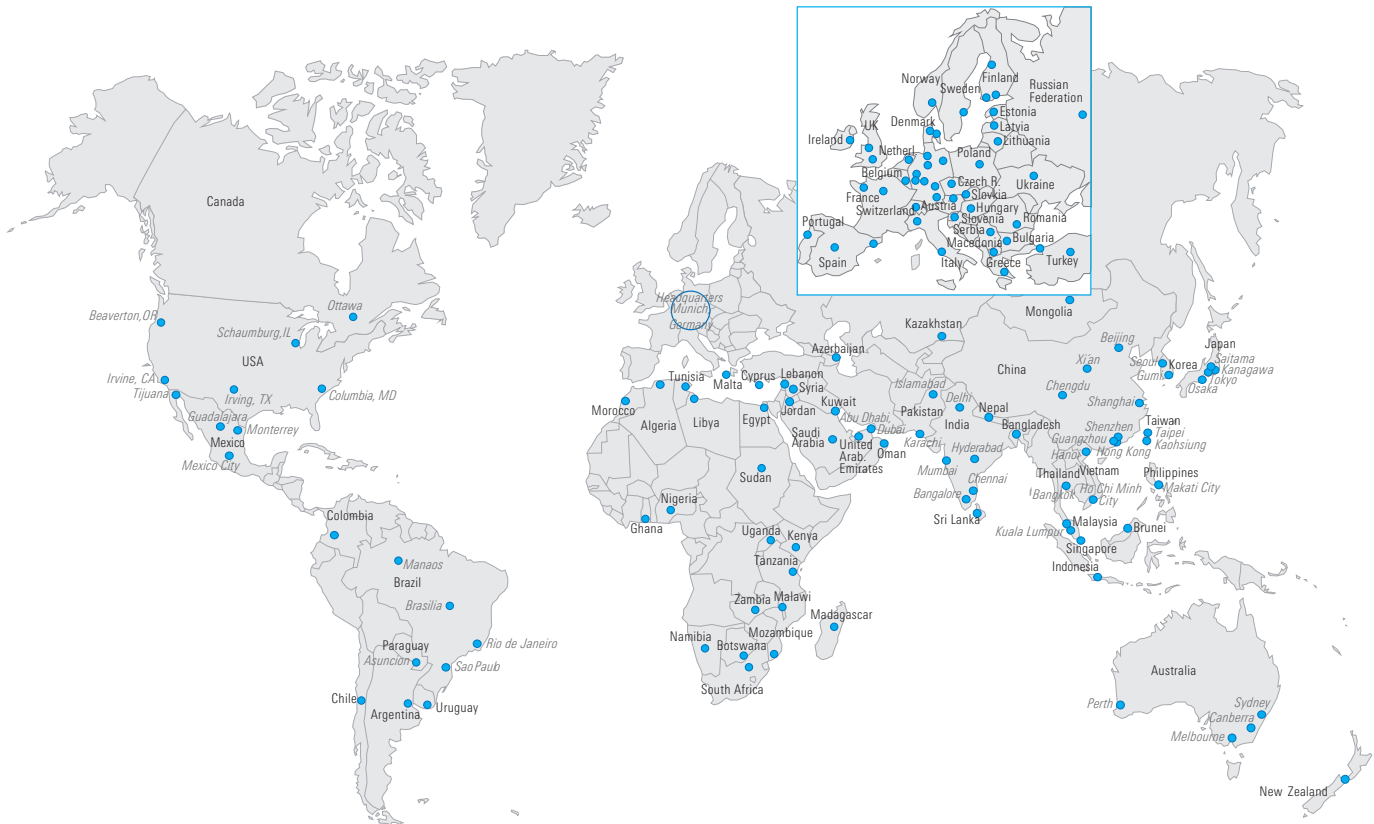 Norway
Sweden
Finland
Russian
Federation
Estonia
Latvia
Lithuania
Denmark
UK
Ireland
Netherl.
Poland
Belgium
Czech R.
Ukraine
Slovkia
France
Switzerland
Austria
Hungary
Slovenia
Romania
Serbia
Bulgaria
Macedonia
Portugal
Spain
Italy
Greece
Turkey
Canada
Ottawa
Beaverton,OR
Schaumburg,IL
USA
Irvine, CA
Tijuana
Irving, TX
Columbia, MD
Guadalajara
Monterrey
Mexico
Mexico City
Headquarters
Munich,
Germany
Colombia
Manaos
Brazil
Brasilia
Rio de Janeiro
Paraguay
Asuncion
Sao Paulo
Chile
Argentina
Uruguay
Morocco
Algeria
Tunisia
Libya
Malta
Cyprus
Lebanon
Syria
Jordan
Egypt
Kuwait
Saudi
Arabia
Abu Dhabi,
Dubai
United
Arab.
Emirates
Oman
Sudan
Nigeria
Ghana
Uganda
Kenya
Tanzania
Zambia
Malawi
Madagascar
Mozambique
Namibia
Botswana
South Africa
Kazakhstan
Azerbaijan
Mongolia
Beijing
China
Xi'an
Chengdu
Shanghai
Seoul
Gumi
Korea
Japan
Saitama
Kanagawa
Tokyo
Osaka
Islamabad
Pakistan
Karachi
Delhi
India
Nepal
Bangladesh
Hyderabad
Mumbai
Chennai
Bangalore
Sri Lanka
Shenzhen
Guangzhou
Hong Kong
Taiwan
Taipei
Kaohsiung
Hanoi
Thailand
Vietnam
Bangkok
Ho Chi Minh
City
Philippines
Makati City
Malaysia
Kuala Lumpur
Brunei
Singapore
Indonesia
Australia
Perth
Sydney
Canberra
Melbourne
New Zealand